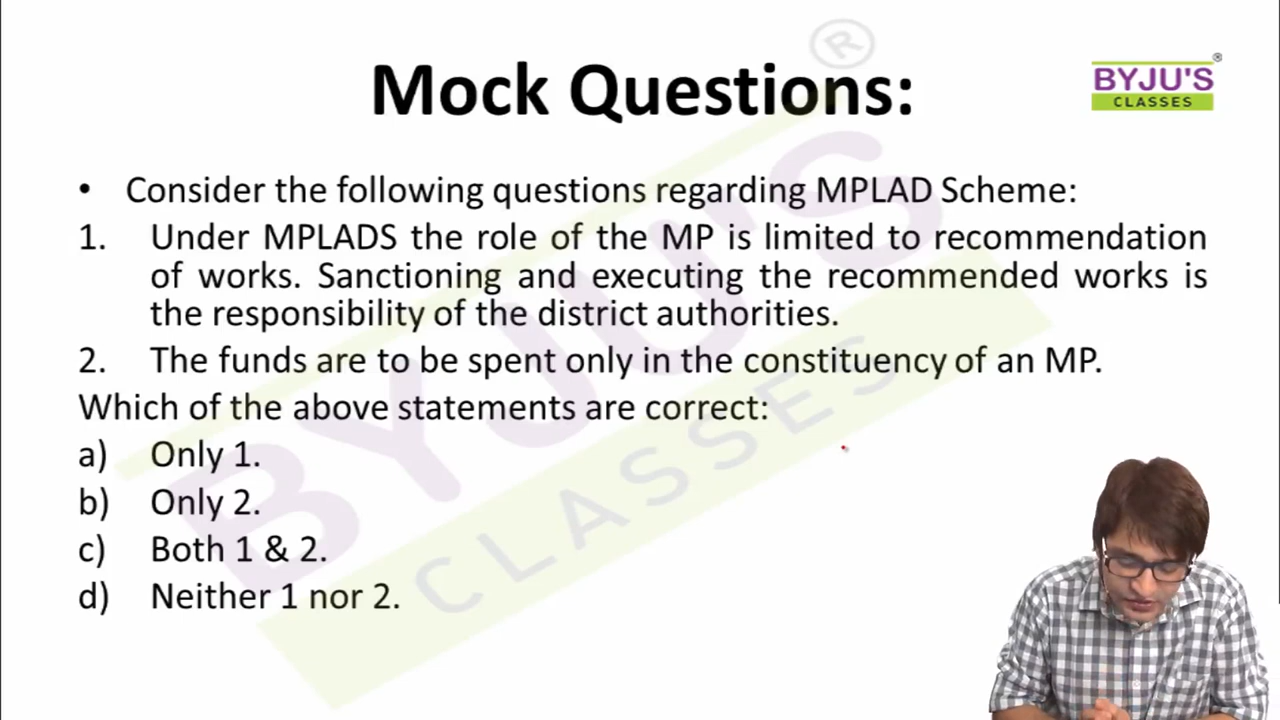 Mock Questions:
BYJU'S
CLASSES
• Consider the following questions regarding MPLAD Scheme:
1. Under MPLADS the role of the MP is limited to recommendation
of works. Sanctioning and executing the recommended works is
the responsibility of the district authorities.
2. The funds are to be spent only in the constituency of an MP.
Which of the above statements are correct:
a) Only 1.
b) Only 2.
c) Both 1 & 2.
d) Neither 1 nor 2.
BYJU'S
CLASSES